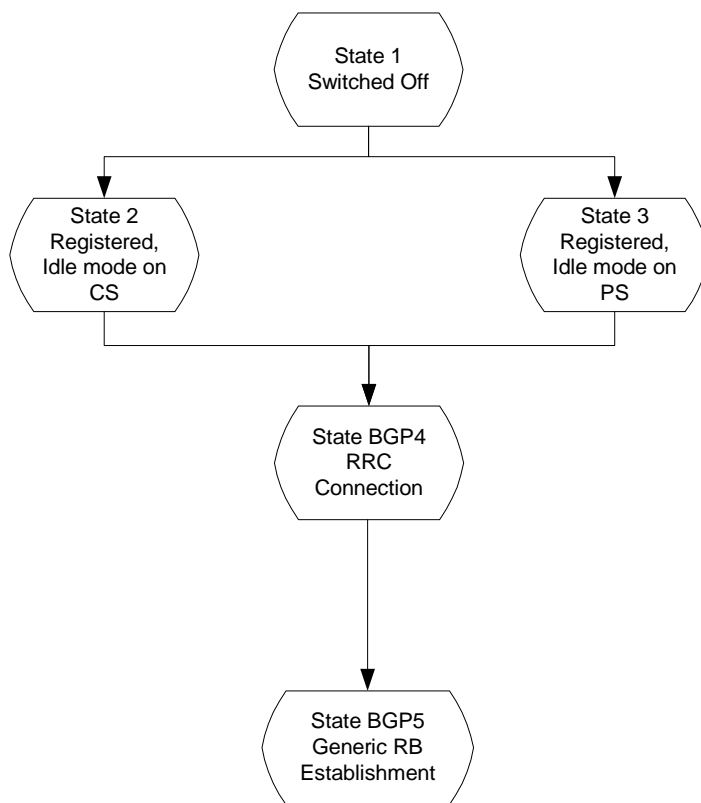 State 1
Switched Off
State 2
Registered,
Idle mode on
CS
State 3
Registered,
Idle mode on
PS
State BGP4
RRC
Connection
State BGP5
Generic RB
Establishment